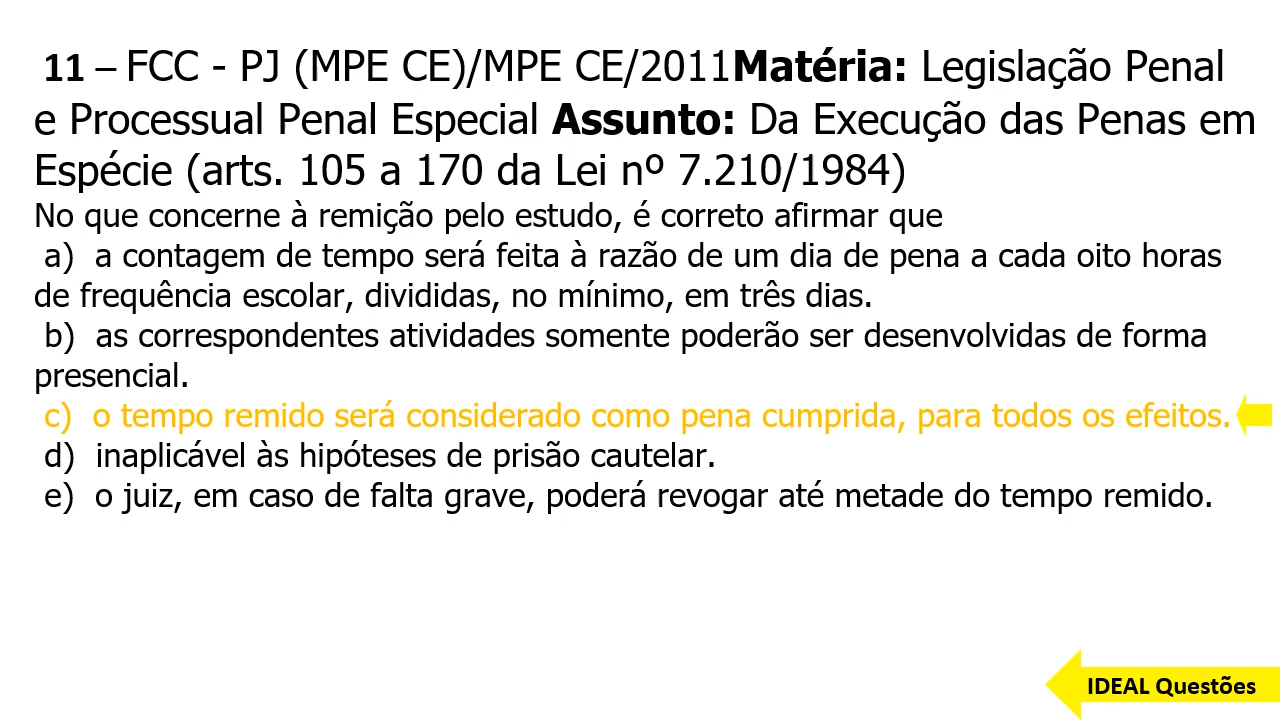 11 – FCC - PJ (MPE CE)/MPE CE/2011Matéria: Legislação Penal
e Processual Penal Especial Assunto: Da Execução das Penas em
Espécie (arts. 105 a 170 da Lei nº 7.210/1984)
No que concerne à remição pelo estudo, é correto afirmar que
a) a contagem de tempo será feita à razão de um dia de pena a cada oito horas
de frequência escolar, divididas, no mínimo, em três dias.
b) as correspondentes atividades somente poderão ser desenvolvidas de forma
presencial.
c) o tempo remido será considerado como pena cumprida, para todos os efeitos.
d) inaplicável às hipóteses de prisão cautelar.
e) o juiz, em caso de falta grave, poderá revogar até metade do tempo remido.
IDEAL Questões